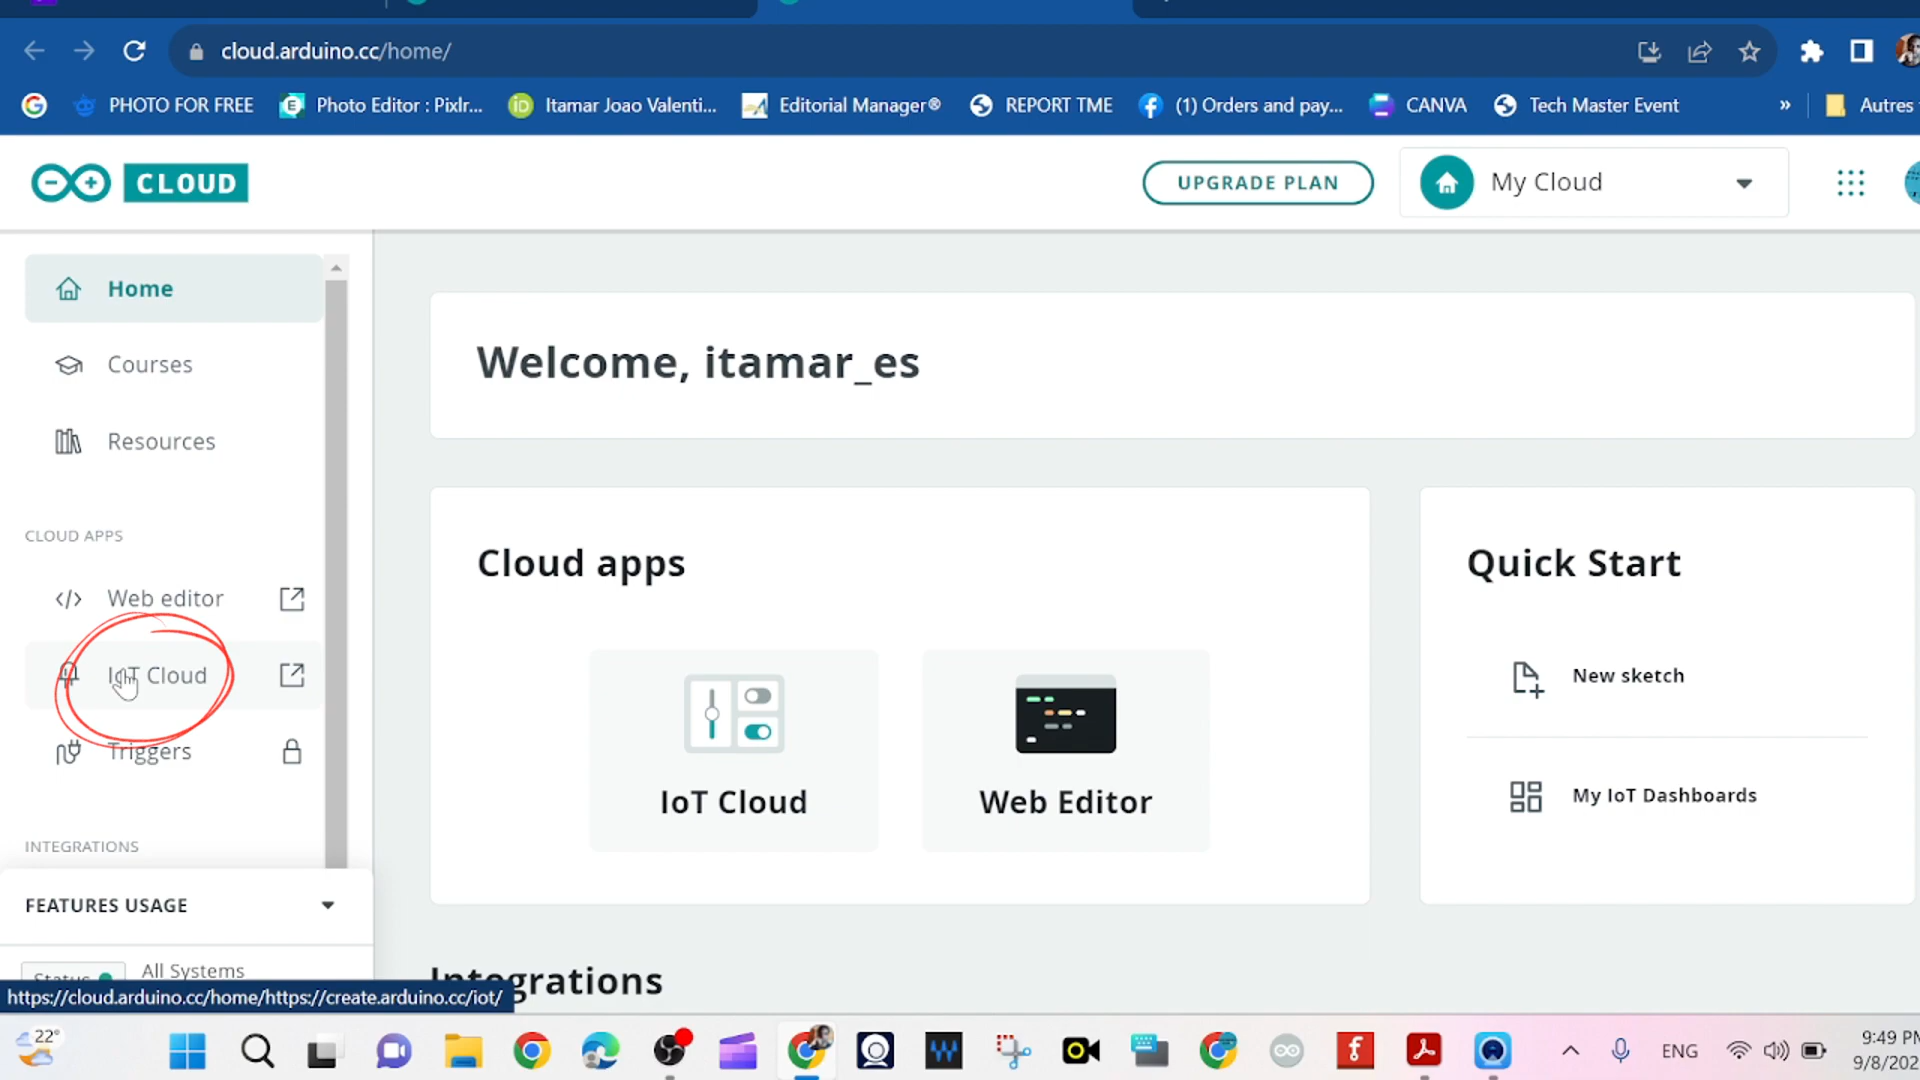 cloud.arduino.cc/home/
PHOTO FOR FREE
Photo Editor : Pixlr...
Itamar Joao Valenti...
Editorial Manager®
REPORT TME
(1) Orders and pay...
CANVA
Tech Master Event
»
Autres
CLOUD
UPGRADE PLAN
My Cloud
Home
Courses
Resources
CLOUD APPS
Web editor
IoT Cloud
Triggers
INTEGRATIONS
FEATURES USAGE
Status
All Systems
Welcome, itamar_es
Cloud apps
IoT Cloud
Web Editor
Quick Start
New sketch
My IoT Dashboards
Integrations
https://cloud.arduino.cc/home/https://create.arduino.cc/iot/
22°
ENG
9:49 PM
9/8/202